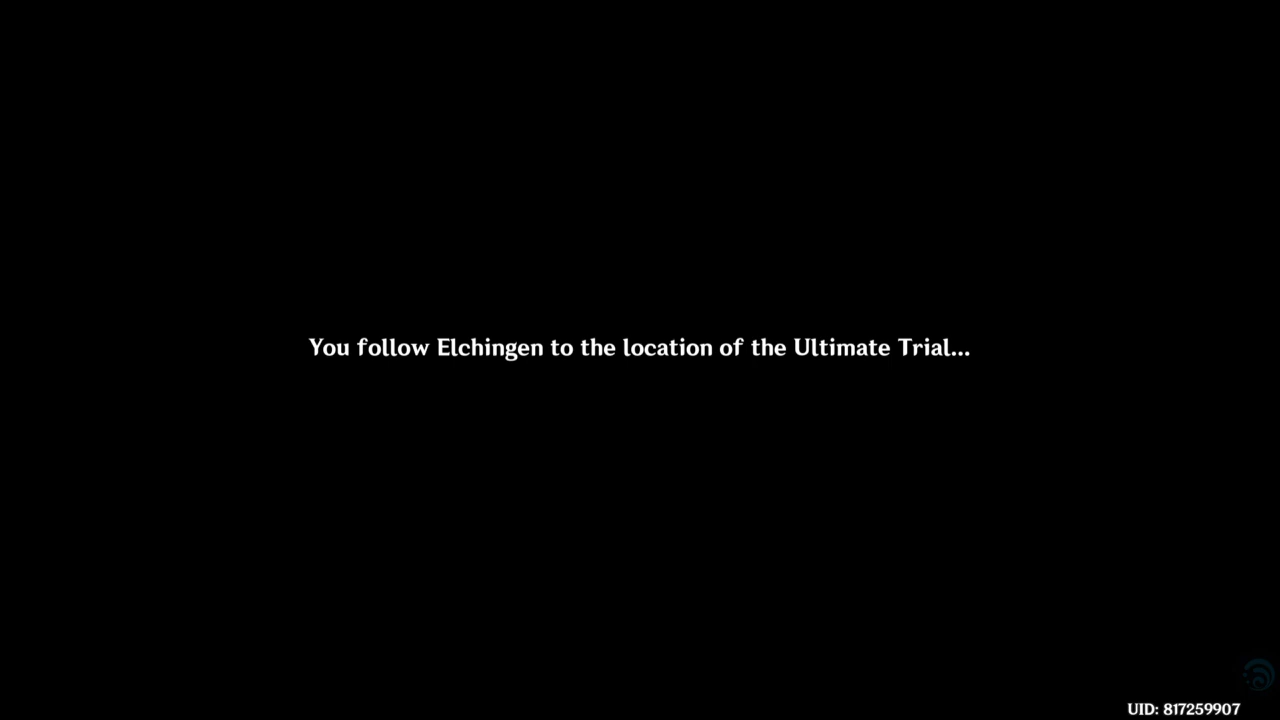 You follow Elchingen to the location of the Ultimate Trial...
UID: 817259907